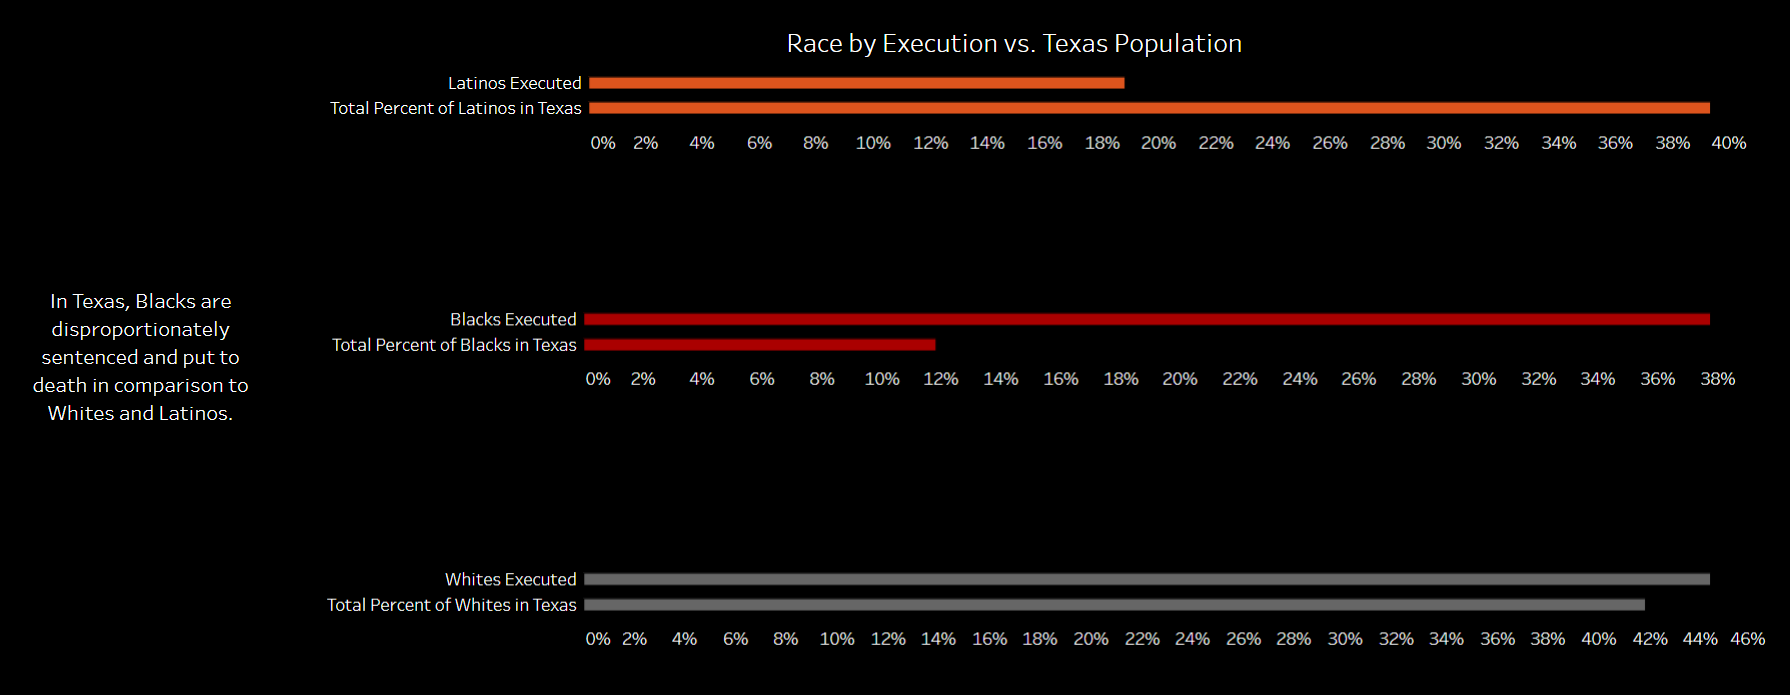 Race by Execution vs. Texas Population
Latinos Executed
Total Percent of Latinos in Texas
0% 2% 4% 6% 8% 10% 12% 14% 16% 18% 20% 22% 24% 26% 28% 30% 32% 34% 36% 38% 40%
In Texas, Blacks are
disproportionately
sentenced and put to
death in comparison to
Whites and Latinos.
Blacks Executed
Total Percent of Blacks in Texas
0% 2% 4% 6% 8% 10% 12% 14% 16% 18% 20% 22% 24% 26% 28% 30% 32% 34% 36% 38%
Whites Executed
Total Percent of Whites in Texas
0% 2% 4% 6% 8% 10% 12% 14% 16% 18% 20% 22% 24% 26% 28% 30% 32% 34% 36% 38% 40% 42% 44% 46%